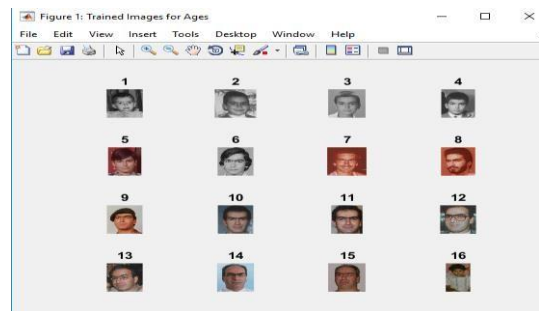 Figure 1: Trained Images for Ages
File Edit View Insert Tools Desktop Window Help
1 2 3 4
5 6 7 8
9 10 11 12
13 14 15 16